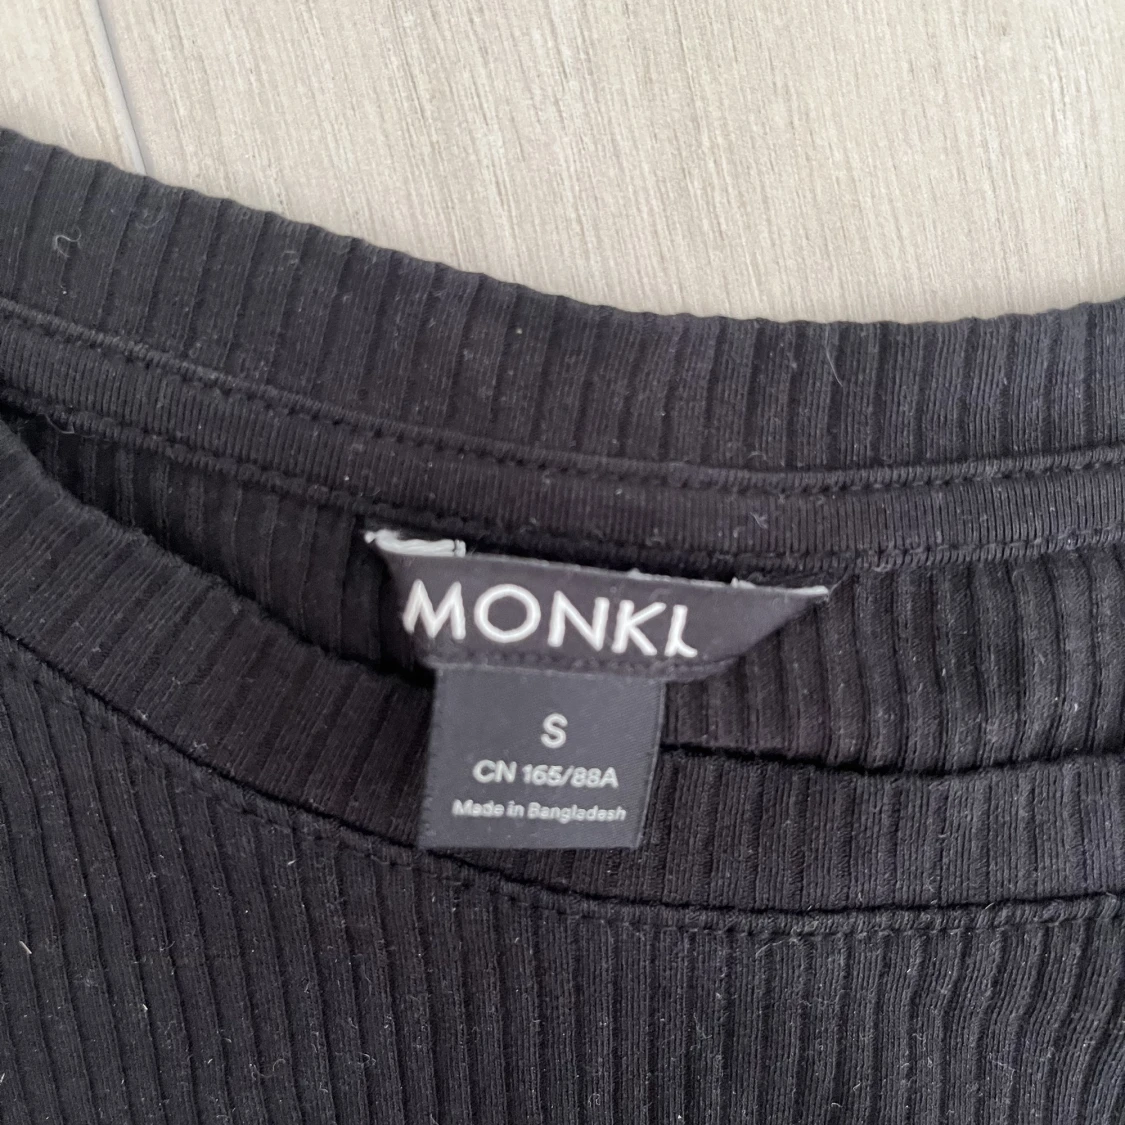 MONKI
S
CN 165/88A
Made in Bangladesh